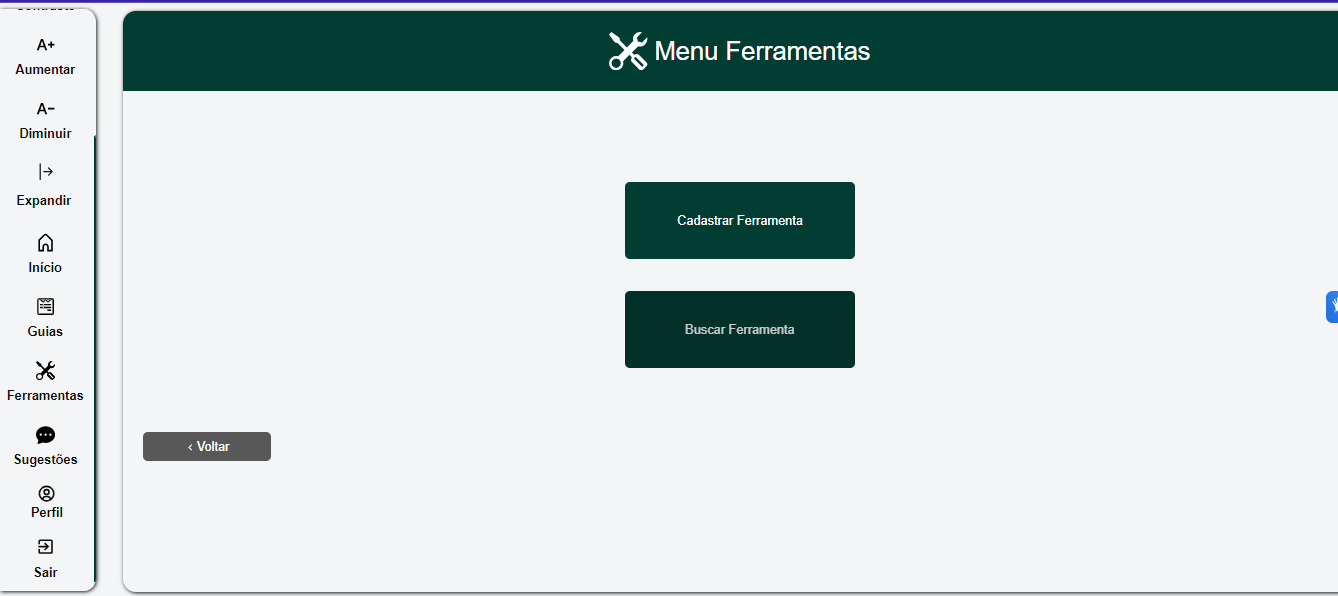 A+
Aumentar
A-
Diminuir
Expandir
Início
Guias
Ferramentas
Sugestões
Perfil
Sair
Menu Ferramentas
Cadastrar Ferramenta
Buscar Ferramenta
‹ Voltar